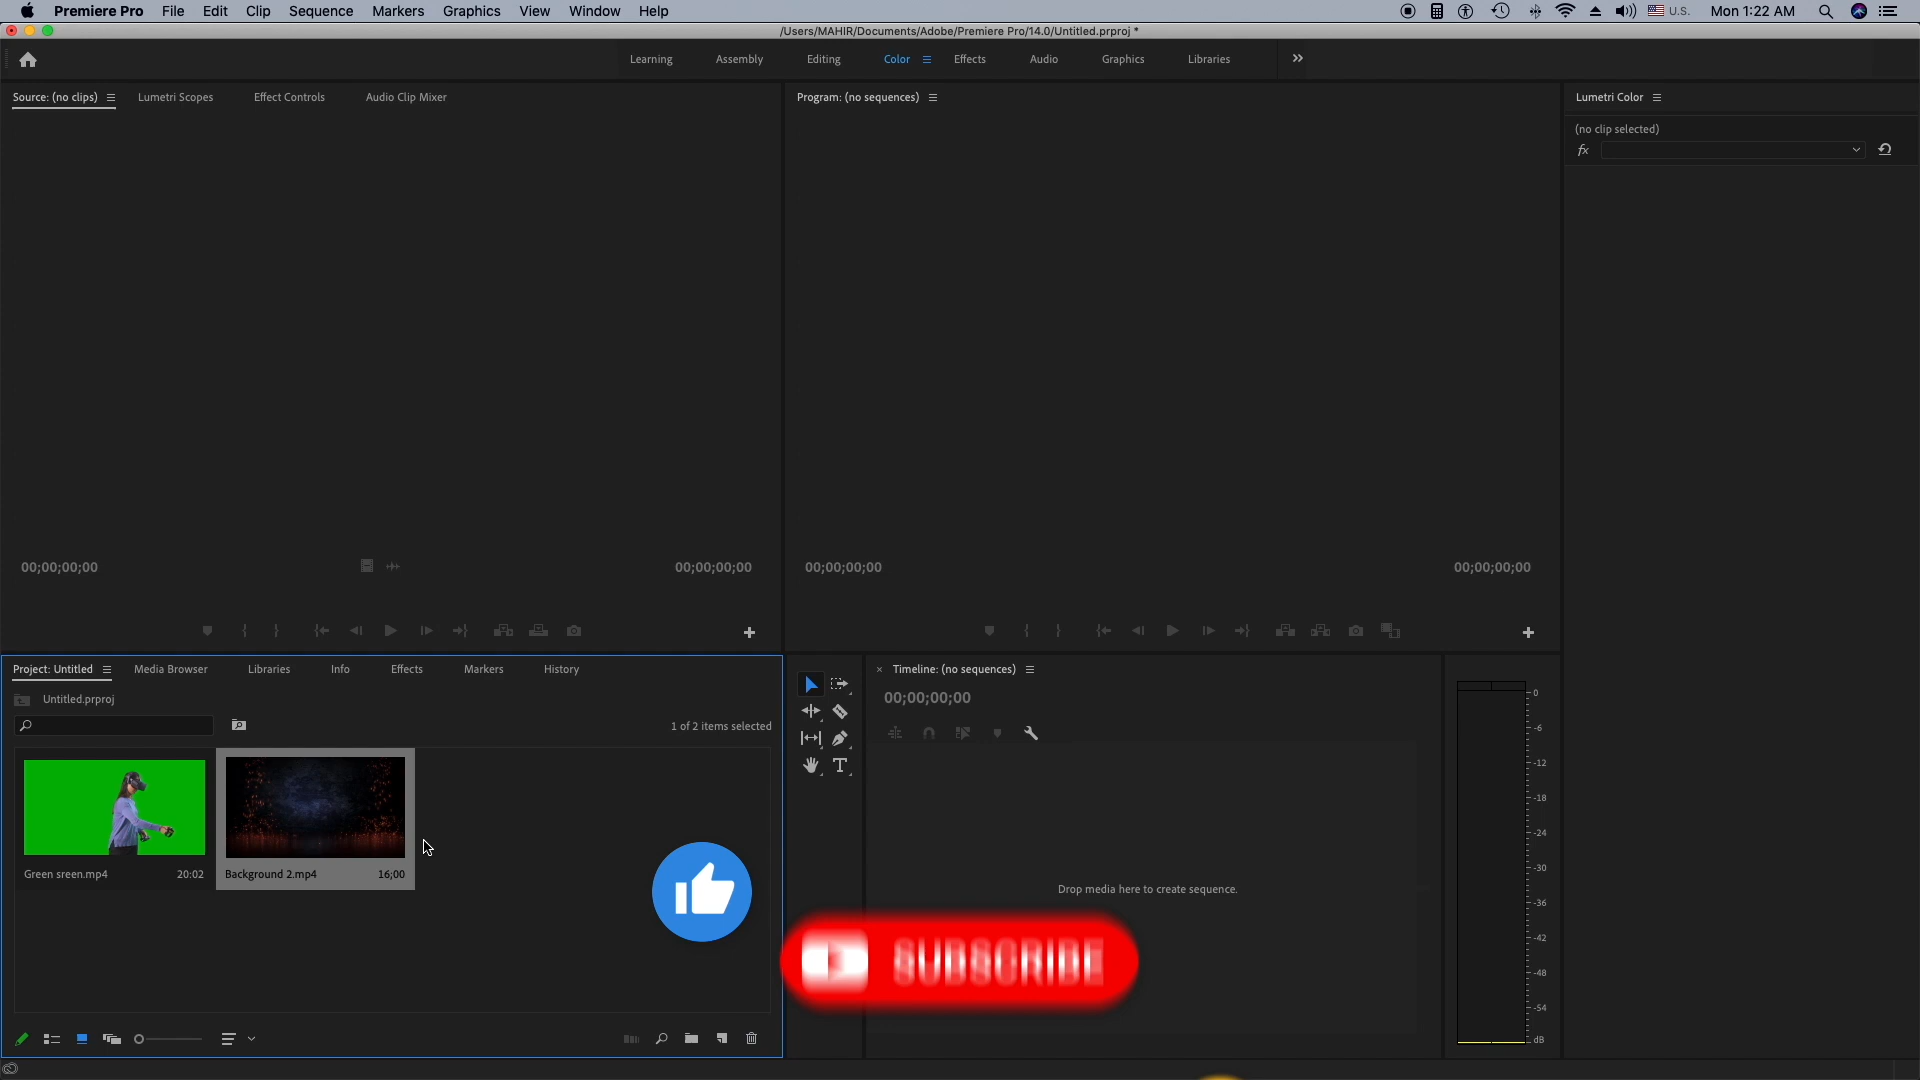 Premiere Pro File Edit Clip Sequence Markers Graphics View Window Help U.S. Mon 1:22 AM
/Users/MAHIR/Documents/Adobe/Premiere Pro/14.0/Untitled.prproj *
Learning Assembly Editing Color Effects Audio Graphics Libraries
Source: (no clips) Lumetri Scopes Effect Controls Audio Clip Mixer
Program: (no sequences)
Lumetri Color
(no clip selected)
fx
00;00;00;00 00;00;00;00
00;00;00;00 00;00;00;00
Project: Untitled Media Browser Libraries Info Effects Markers History
Untitled.prproj
1 of 2 items selected
Green sreen.mp4 20:02
Background 2.mp4 16;00
× Timeline: (no sequences)
00;00;00;00
Drop media here to create sequence.
SUBSCRIBE
0
-6
-12
-18
-24
-30
-36
-42
-48
-54
dB